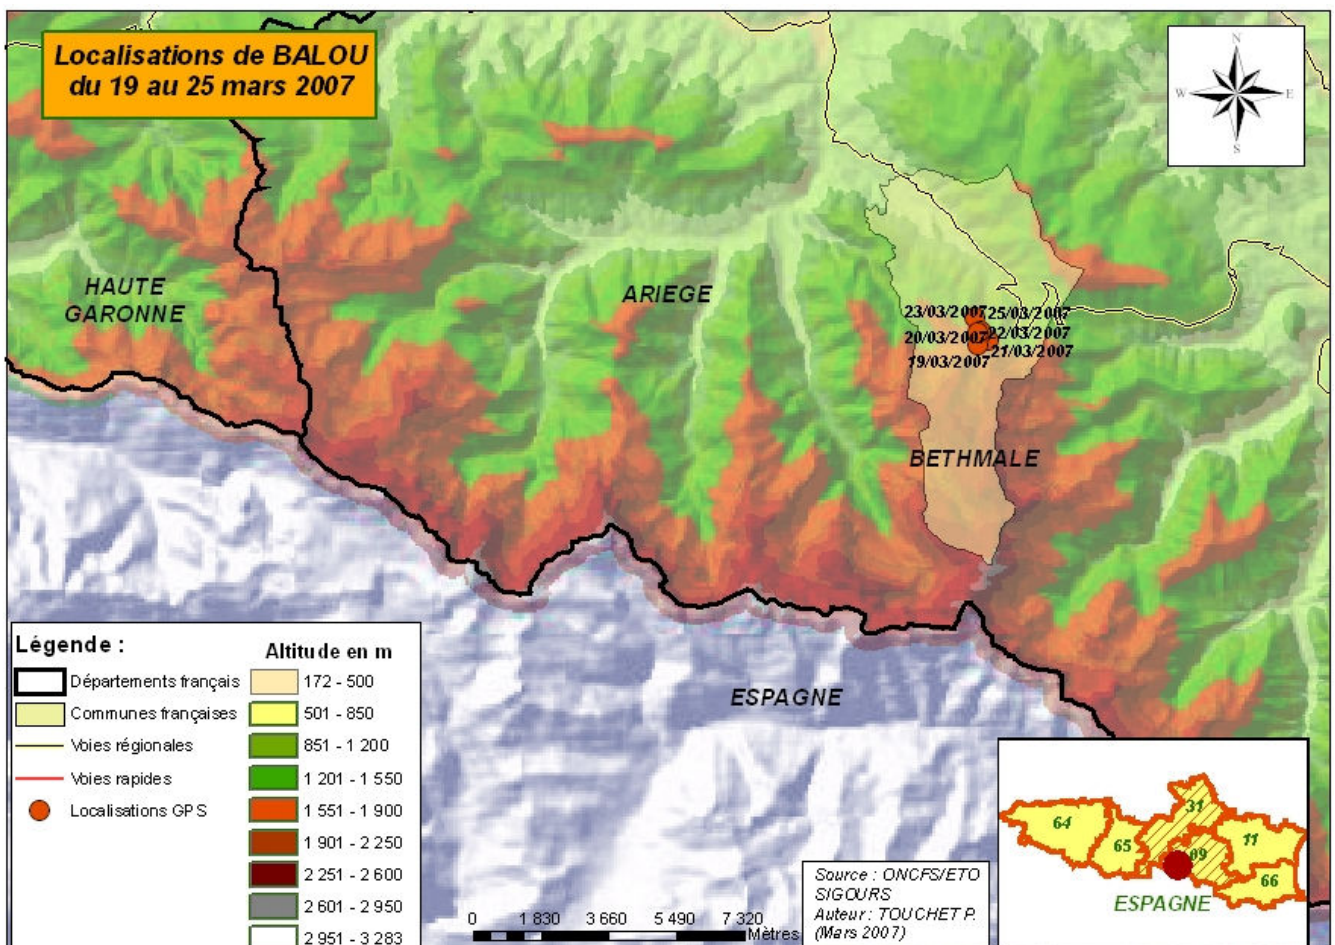 Localisations de BALOU
du 19 au 25 mars 2007
N
W
E
S
HAUTE
GARONNE
ARIEGE
23/03/2007
25/03/2007
20/03/2007
22/03/2007
19/03/2007
21/03/2007
BETHMALE
ESPAGNE
Légende :
Départements français
Communes françaises
Voies régionales
Voies rapides
Localisations GPS
Altitude en m
172 - 500
501 - 850
851 - 1 200
1 201 - 1 550
1 551 - 1 900
1 901 - 2 250
2 251 - 2 600
2 601 - 2 950
2 951 - 3 283
0 1 830 3 660 5 490 7 320
Mètres
Source : ONCFS/ETO
SIGOURS
Auteur : TOUCHET P.
(Mars 2007)
31
64
65
09
11
66
ESPAGNE